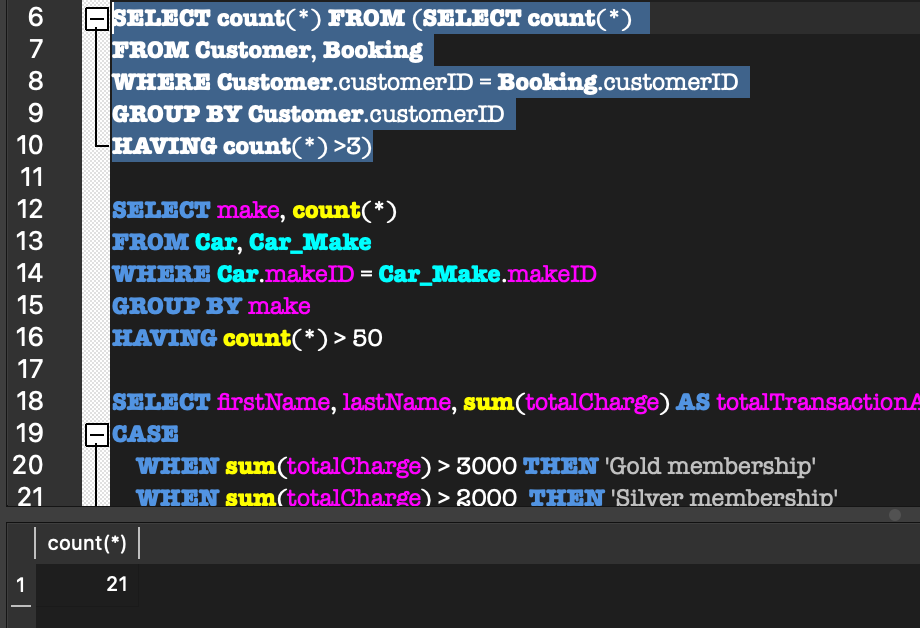 6 SELECT count(*) FROM (SELECT count(*)
7 FROM Customer, Booking
8 WHERE Customer.customerID = Booking.customerID
9 GROUP BY Customer.customerID
10 HAVING count(*) >3)
11
12 SELECT make, count(*)
13 FROM Car, Car_Make
14 WHERE Car.makeID = Car_Make.makeID
15 GROUP BY make
16 HAVING count(*) > 50
17
18 SELECT firstName, lastName, sum(totalCharge) AS totalTransactionA
19 CASE
20 WHEN sum(totalCharge) > 3000 THEN 'Gold membership'
21 WHEN sum(totalCharge) > 2000 THEN 'Silver membership'
count(*)
1 21